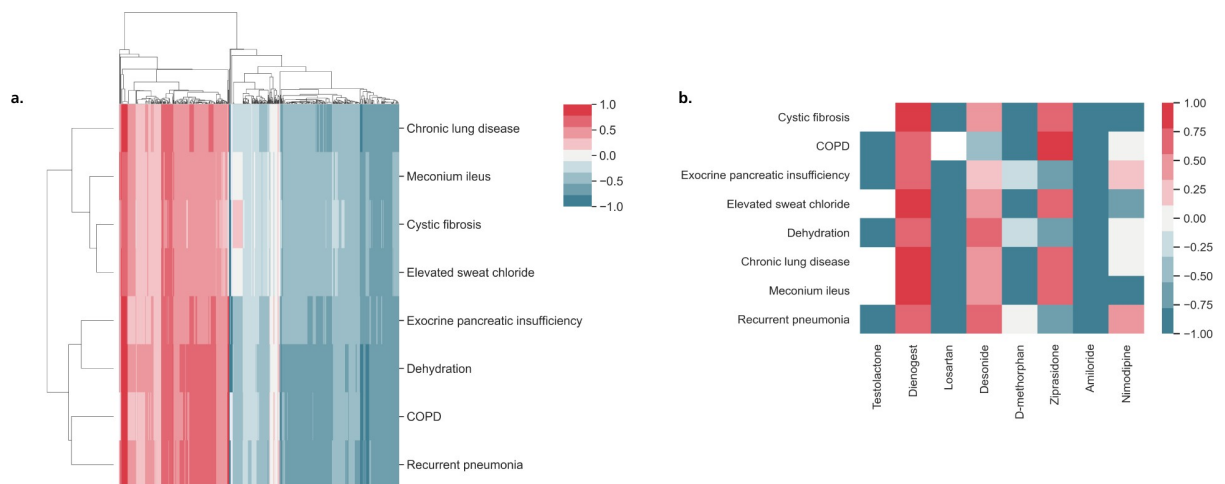 a.
1.0
0.5
0.0
−0.5
−1.0
Chronic lung disease
Meconium ileus
Cystic fibrosis
Elevated sweat chloride
Exocrine pancreatic insufficiency
Dehydration
COPD
Recurrent pneumonia
b.
Cystic fibrosis
COPD
Exocrine pancreatic insufficiency
Elevated sweat chloride
Dehydration
Chronic lung disease
Meconium ileus
Recurrent pneumonia
Testolactone
Dienogest
Losartan
Desonide
D-methorphan
Ziprasidone
Amiloride
Nimodipine
1.00
0.75
0.50
0.25
0.00
−0.25
−0.50
−0.75
−1.00